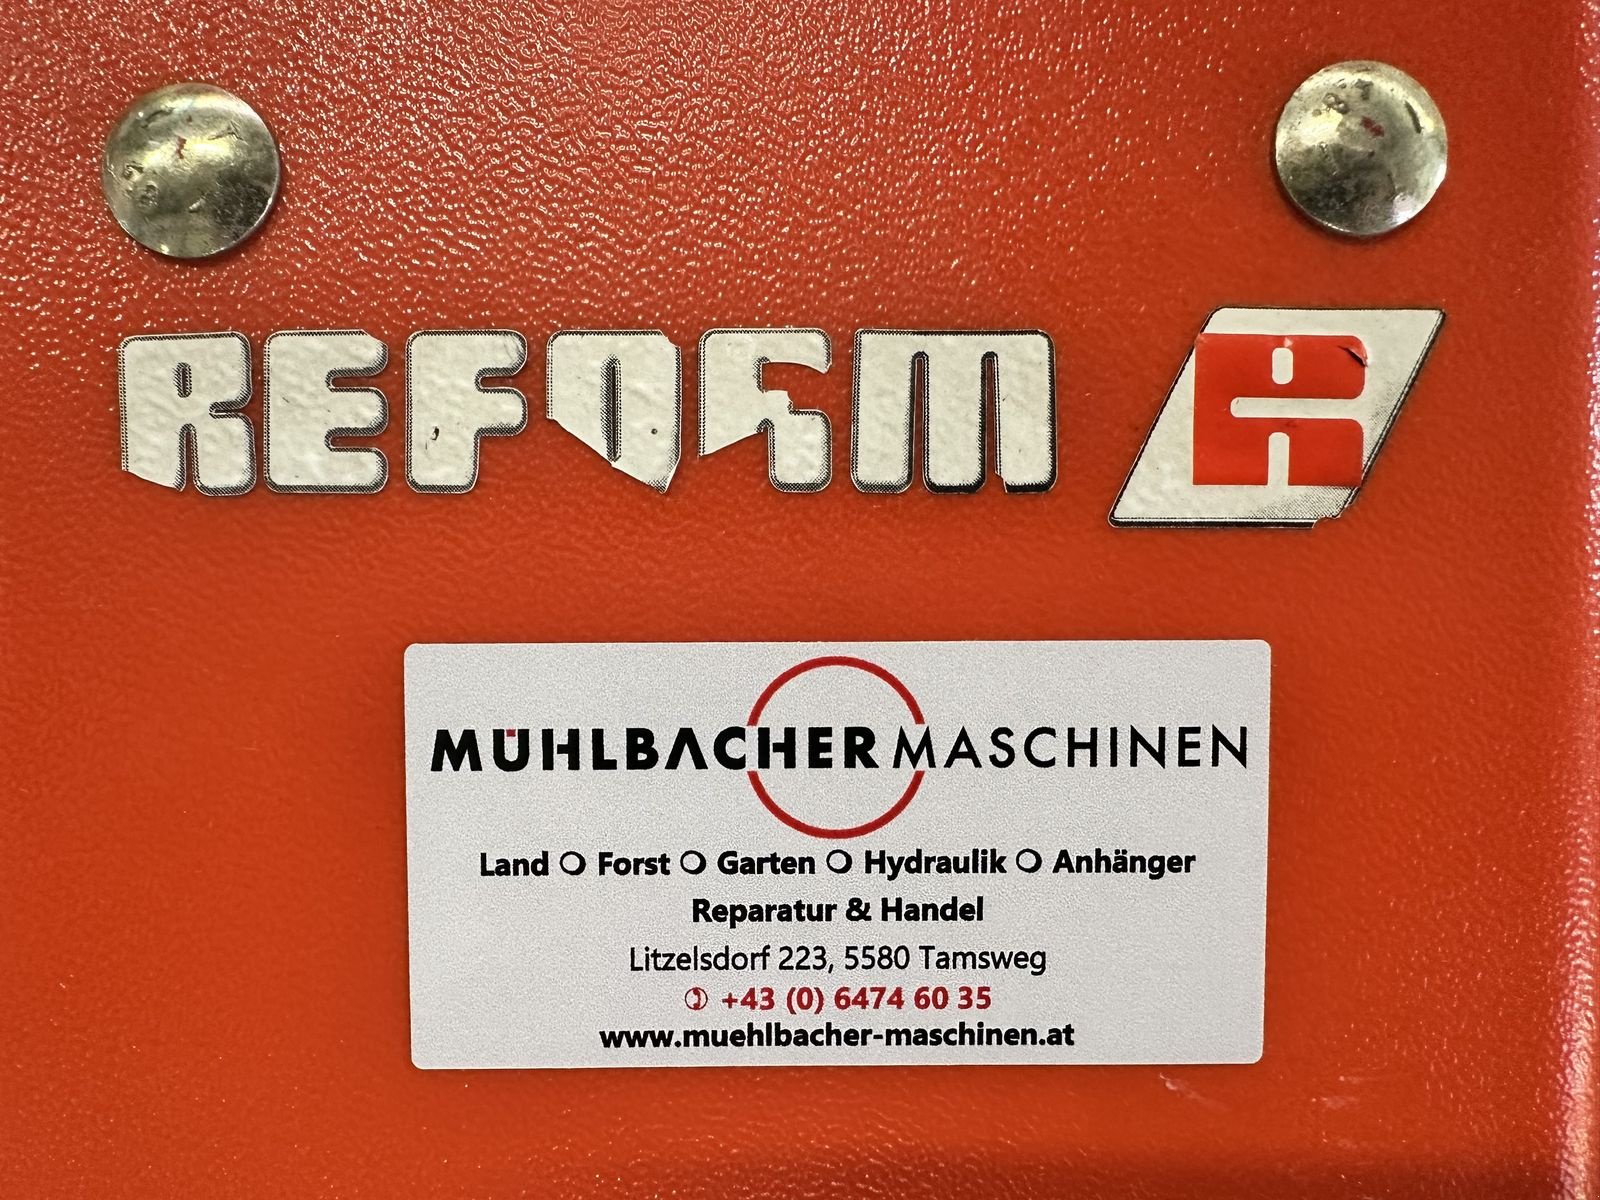 REFORM R
MÜHLBACHER MASCHINEN
Land ❍ Forst ❍ Garten ❍ Hydraulik ❍ Anhänger
Reparatur & Handel
Litzelsdorf 223, 5580 Tamsweg
✆ +43 (0) 6474 60 35
www.muehlbacher-maschinen.at